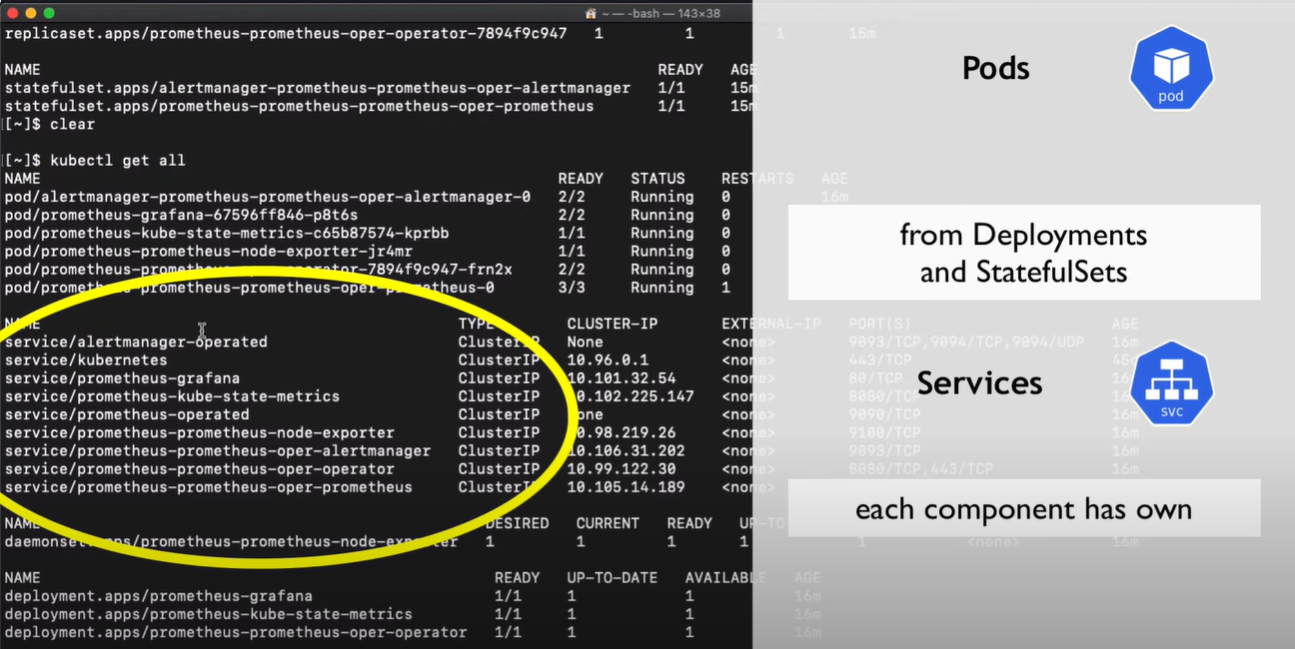 ~ — -bash — 143×38
replicaset.apps/prometheus-prometheus-oper-operator-7894f9c947 1 1 1 15m
NAME READY AGE
statefulset.apps/alertmanager-prometheus-prometheus-oper-alertmanager 1/1 15m
statefulset.apps/prometheus-prometheus-prometheus-oper-prometheus 1/1 15m
[~]$ clear
[~]$ kubectl get all
NAME READY STATUS RESTARTS AGE
pod/alertmanager-prometheus-prometheus-oper-alertmanager-0 2/2 Running 0 16m
pod/prometheus-grafana-67596ff846-p8t6s 2/2 Running 0
pod/prometheus-kube-state-metrics-c65b87574-kprbb 1/1 Running 0
pod/prometheus-prometheus-node-exporter-jr4mr 1/1 Running 0
pod/prometheus-prometheus-oper-operator-7894f9c947-frn2x 2/2 Running 0
pod/prometheus-prometheus-prometheus-oper-prometheus-0 3/3 Running 1
NAME TYPE CLUSTER-IP EXTERNAL-IP PORT(S) AGE
service/alertmanager-operated ClusterIP None <none> 9093/TCP,9094/TCP,9094/UDP 16m
service/kubernetes ClusterIP 10.96.0.1 <none> 443/TCP
service/prometheus-grafana ClusterIP 10.101.32.54 <none> 80/TCP
service/prometheus-kube-state-metrics ClusterIP 10.102.225.147 <none> 8080/TCP
service/prometheus-operated ClusterIP None <none> 9090/TCP 16m
service/prometheus-prometheus-node-exporter ClusterIP 10.98.219.26 <none> 9100/TCP 16m
service/prometheus-prometheus-oper-alertmanager ClusterIP 10.106.31.202 <none> 9093/TCP 16m
service/prometheus-prometheus-oper-operator ClusterIP 10.99.122.30 <none> 8080/TCP,443/TCP 16m
service/prometheus-prometheus-oper-prometheus ClusterIP 10.105.14.189 <none>
NAME DESIRED CURRENT READY UP-TO-
daemonset.apps/prometheus-prometheus-node-exporter 1 1 1 1 1 <none> 16m
NAME READY UP-TO-DATE AVAILABLE AGE
deployment.apps/prometheus-grafana 1/1 1 1 16m
deployment.apps/prometheus-kube-state-metrics 1/1 1 1 16m
deployment.apps/prometheus-prometheus-oper-operator 1/1 1 1 16m
Pods
pod
from Deployments
and StatefulSets
Services
svc
each component has own